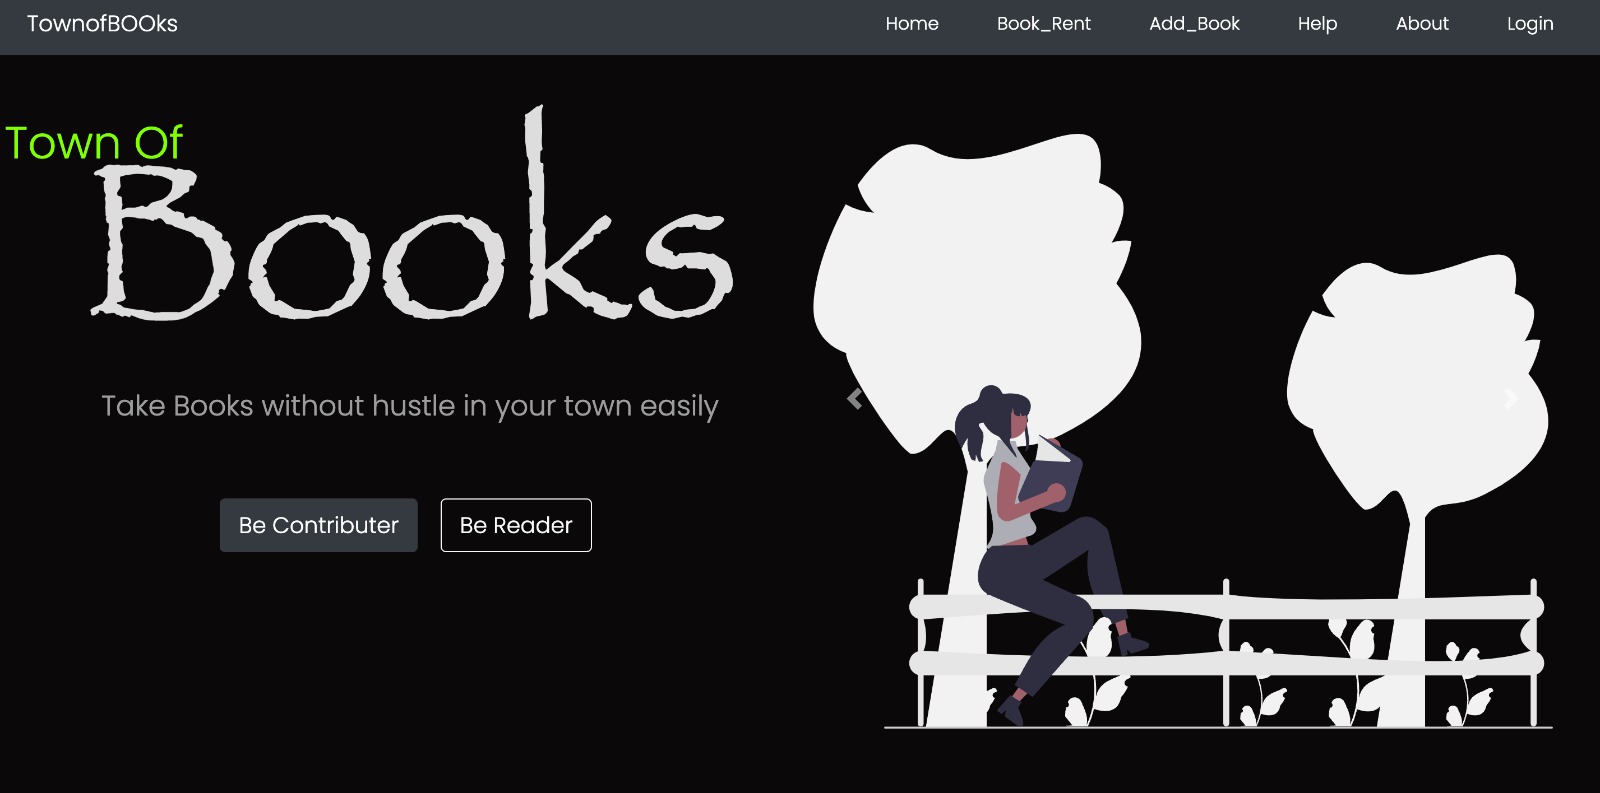 TownofBOOks
Home Book_Rent Add_Book Help About Login
Town Of
Books
Take Books without hustle in your town easily
Be Contributer Be Reader